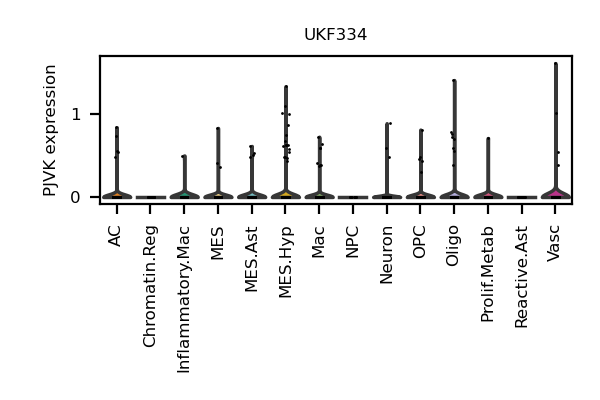 UKF334
PJVK expression
1
0
AC
Chromatin.Reg
Inflammatory.Mac
MES
MES.Ast
MES.Hyp
Mac
NPC
Neuron
OPC
Oligo
Prolif.Metab
Reactive.Ast
Vasc